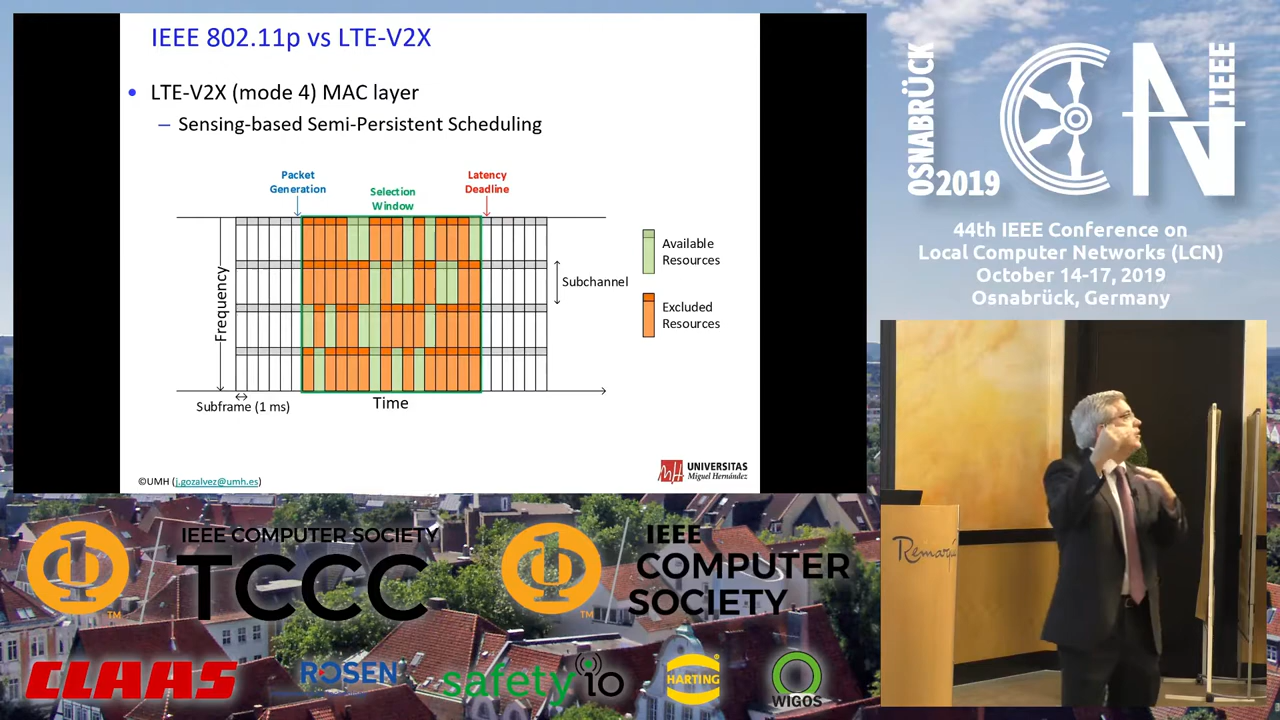 IEEE 802.11p vs LTE-V2X
• LTE-V2X (mode 4) MAC layer
– Sensing-based Semi-Persistent Scheduling
Packet
Generation
Selection
Window
Latency
Deadline
Frequency
Available
Resources
Subchannel
Excluded
Resources
Subframe (1 ms)
Time
©UMH (j.gozalvez@umh.es)
UNIVERSITAS
Miguel Hernández
OSNABRÜCK
2019
IEEE
44th IEEE Conference on
Local Computer Networks (LCN)
October 14-17, 2019
Osnabrück, Germany
IEEE COMPUTER SOCIETY
TCCC
TM
IEEE
COMPUTER
SOCIETY
TM
CLAAS
ROSEN
safety io
HARTING
WIGOS